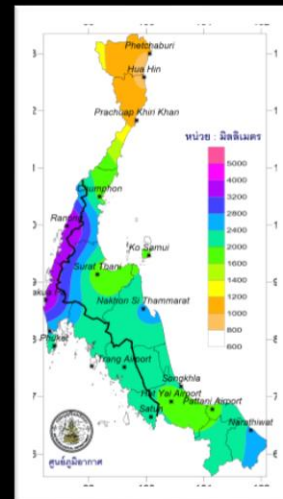 Phetchaburi
Hua Hin
Prachuap Khiri Khan
หน่วย : มิลลิเมตร
5000
4000
3200
2800
2400
2000
1600
1400
1200
1000
800
600
Chumphon
Ranong
Ko Samui
Surat Thani
Nakhon Si Thammarat
Phuket
Trang Airport
Songkhla
Hat Yai Airport
Pattani Airport
Satun
Narathiwat
ศูนย์ภูมิอากาศ